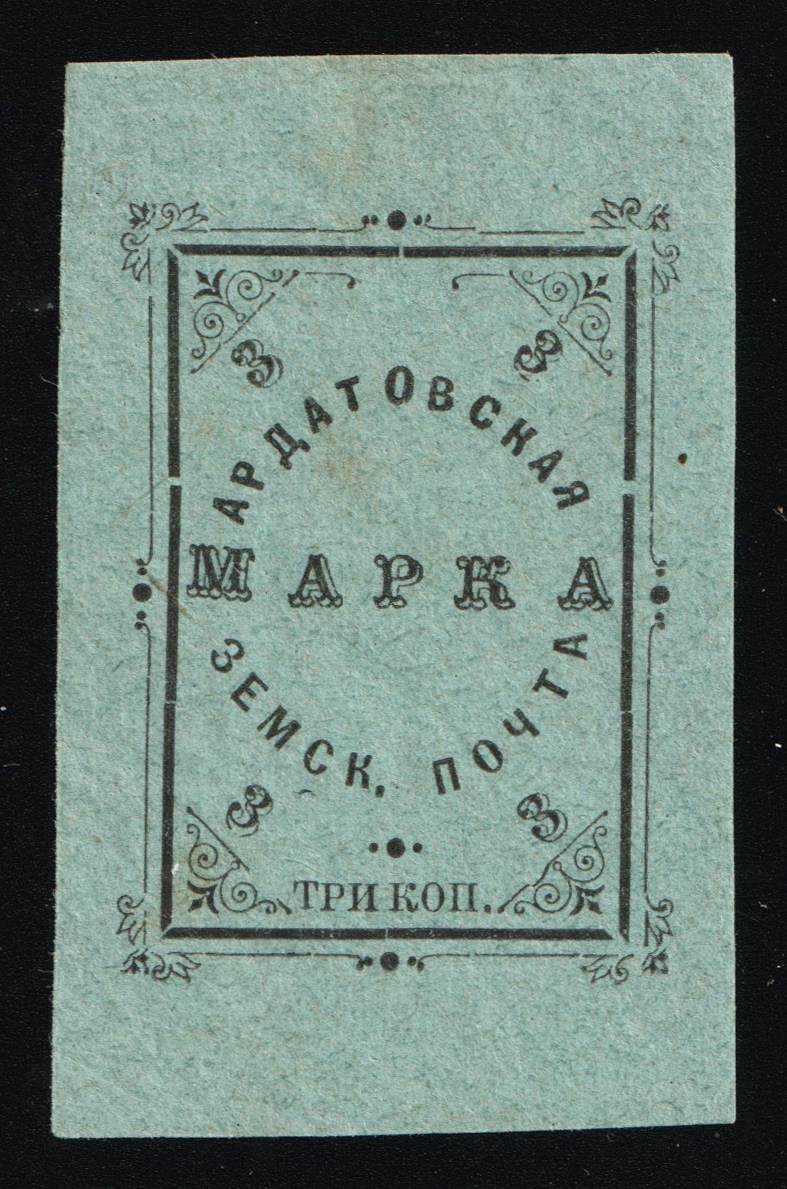 3 3
АРДАТОВСКАЯ
МАРКА
ЗЕМСК. ПОЧТА
3 3
ТРИ КОП.